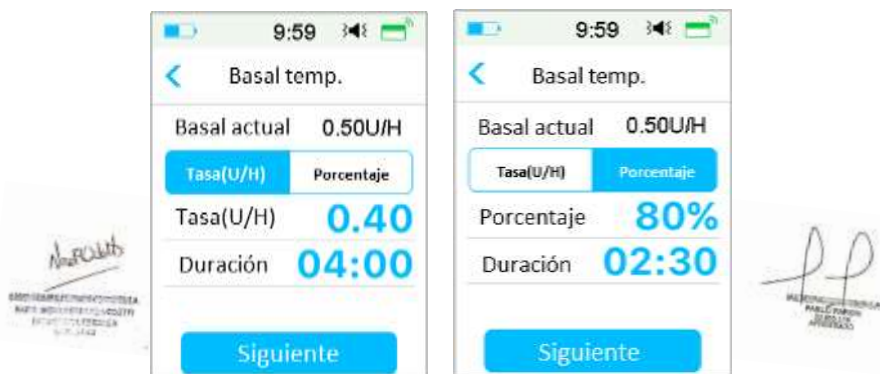 9:59
Basal temp.
Basal actual 0.50U/H
Tasa(U/H) Porcentaje
Tasa(U/H) 0.40
Duración 04:00
Siguiente
9:59
Basal temp.
Basal actual 0.50U/H
Tasa(U/H) Porcentaje
Porcentaje 80%
Duración 02:30
Siguiente